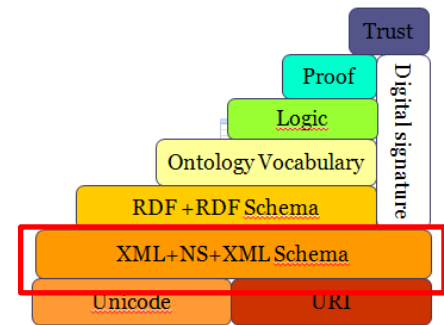 Trust
Proof
Digital signature
Logic
Ontology Vocabulary
RDF +RDF Schema
XML+NS+XML Schema
Unicode
URI